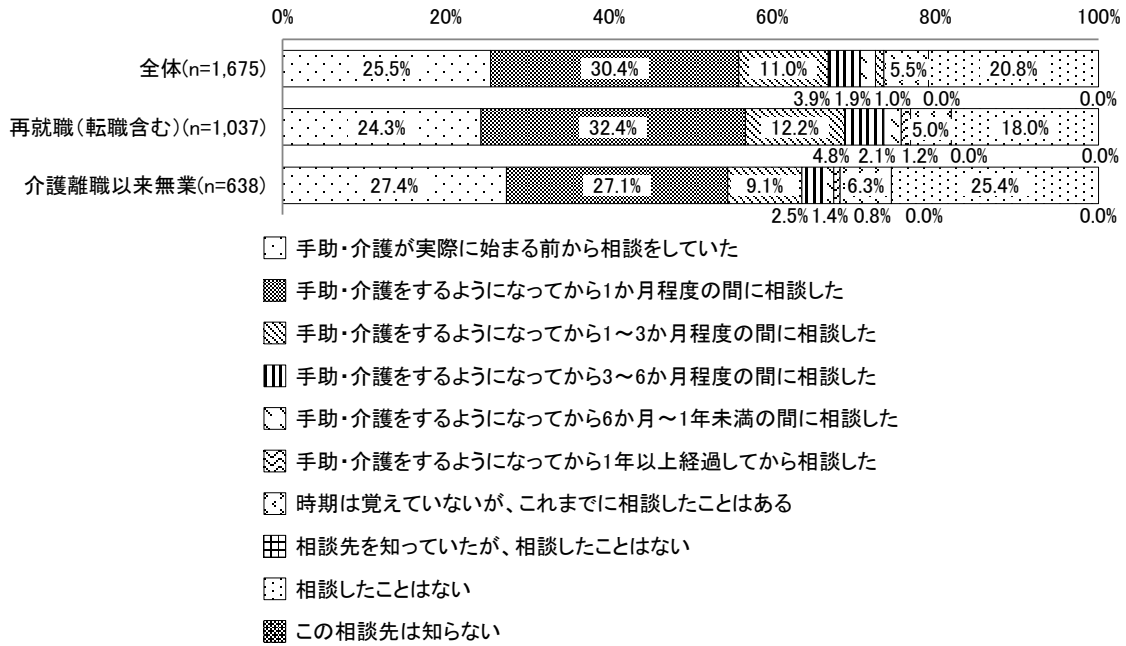 0% 20% 40% 60% 80% 100%
全体(n=1,675) 25.5% 30.4% 11.0% 5.5% 20.8%
3.9% 1.9% 1.0% 0.0% 0.0%
再就職（転職含む）(n=1,037) 24.3% 32.4% 12.2% 5.0% 18.0%
4.8% 2.1% 1.2% 0.0% 0.0%
介護離職以来無業(n=638) 27.4% 27.1% 9.1% 6.3% 25.4%
2.5% 1.4% 0.8% 0.0% 0.0%
手助・介護が実際に始まる前から相談をしていた
手助・介護をするようになってから1か月程度の間に相談した
手助・介護をするようになってから1～3か月程度の間に相談した
手助・介護をするようになってから3～6か月程度の間に相談した
手助・介護をするようになってから6か月～1年未満の間に相談した
手助・介護をするようになってから1年以上経過してから相談した
時期は覚えていないが、これまでに相談したことはある
相談先を知っていたが、相談したことはない
相談したことはない
この相談先は知らない